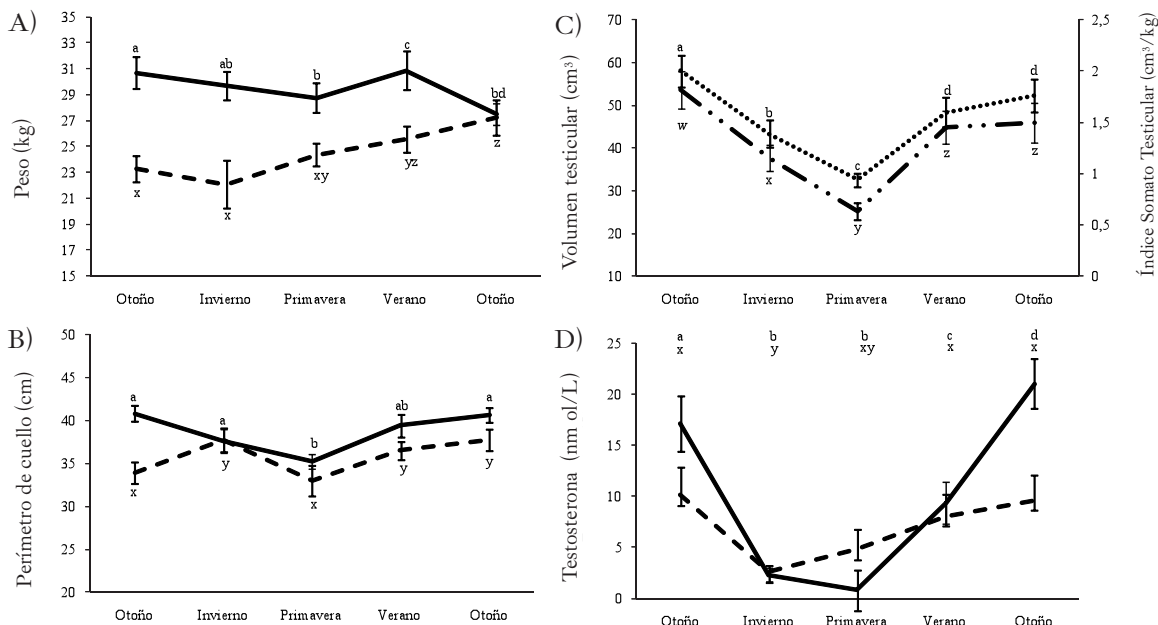 A)
Peso (kg)
35
33
31
29
27
25
23
21
19
17
15
a
ab
b
c
bd
x
x
xy
yz
z
Otoño Invierno Primavera Verano Otoño
B)
Perímetro de cuello (cm)
50
45
40
35
30
25
20
a
a
b
ab
a
x
y
x
y
y
Otoño Invierno Primavera Verano Otoño
C)
Volumen testicular (cm³)
70
60
50
40
30
20
10
a
b
c
d
d
w
x
y
z
z
2,5
2
1,5
1
0,5
0
Índice Somato Testicular (cm³/kg)
Otoño Invierno Primavera Verano Otoño
D)
Testosterona (nm ol/L)
25
20
15
10
5
0
a b b c d
x y xy x x
Otoño Invierno Primavera Verano Otoño